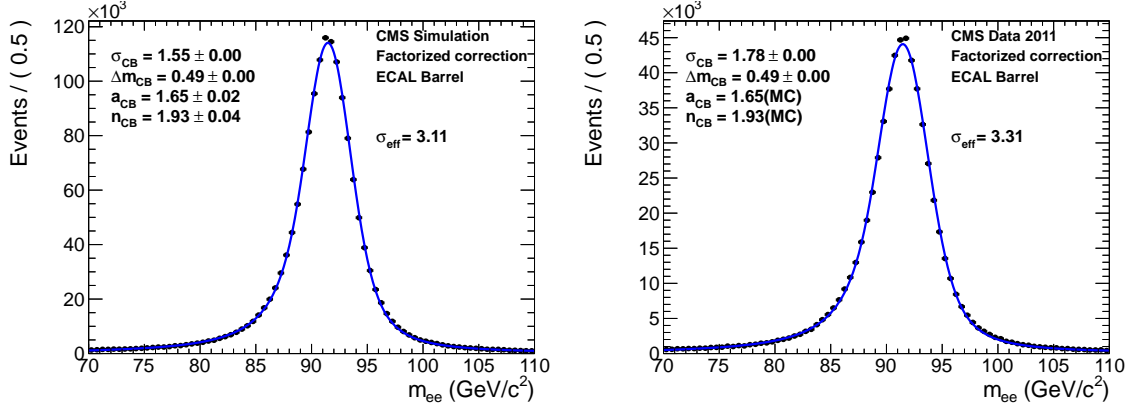 ×10³
120
100
80
60
40
20
0
Events / ( 0.5 )
σCB = 1.55 ± 0.00
ΔmCB = 0.49 ± 0.00
aCB = 1.65 ± 0.02
nCB = 1.93 ± 0.04
CMS Simulation
Factorized correction
ECAL Barrel
σeff = 3.11
70 75 80 85 90 95 100 105 110
mee (GeV/c²)
×10³
45
40
35
30
25
20
15
10
5
0
Events / ( 0.5 )
σCB = 1.78 ± 0.00
ΔmCB = 0.49 ± 0.00
aCB = 1.65(MC)
nCB = 1.93(MC)
CMS Data 2011
Factorized correction
ECAL Barrel
σeff = 3.31
70 75 80 85 90 95 100 105 110
mee (GeV/c²)